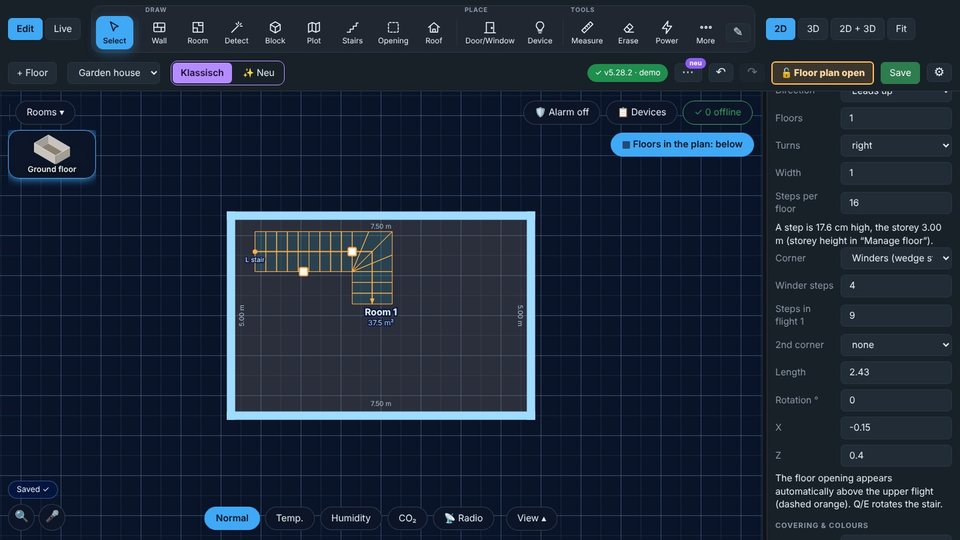 DRAW
PLACE
TOOLS
Edit
Live
Select
Wall
Room
Detect
Block
Plot
Stairs
Opening
Roof
Door/Window
Device
Measure
Erase
Power
More
2D
3D
2D + 3D
Fit
+ Floor
Garden house
Klassisch
✨ Neu
✓ v5.28.2 · demo
neu
Floor plan open
Save
Rooms ▾
Alarm off
Devices
✓ 0 offline
Ground floor
Floors in the plan: below
7.50 m
L stair
5.00 m
5.00 m
Room 1
37.5 m²
7.50 m
Direction
Leads up
Floors
1
Turns
right
Width
1
Steps per
floor
16
A step is 17.6 cm high, the storey 3.00
m (storey height in “Manage floor”).
Corner
Winders (wedge s
Winder steps
4
Steps in
flight 1
9
2nd corner
none
Length
2.43
Rotation °
0
X
-0.15
Z
0.4
The floor opening appears
automatically above the upper flight
(dashed orange). Q/E rotates the stair.
COVERING & COLOURS
Saved ✓
Normal
Temp.
Humidity
CO₂
Radio
View ▴